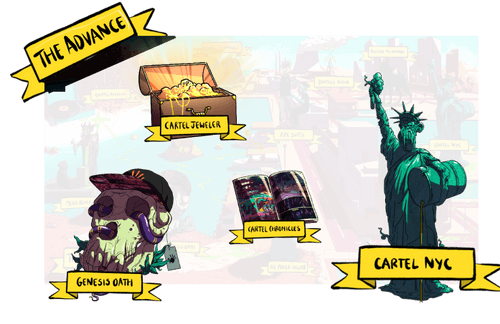 THE ADVANCE
CARTEL JEWELER
CARTEL CHRONICLES
GENESIS OATH
CARTEL NYC